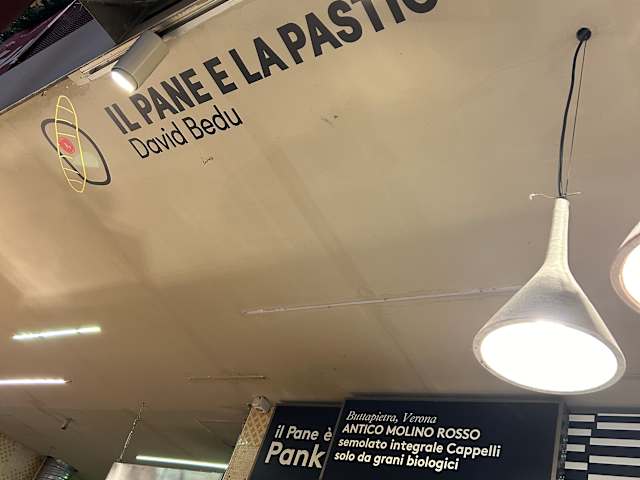 IL PANE E LA
David Bedu
il Pane è
Pank
Buttapietra, Verona
ANTICO MOLINO ROSSO
semolato integrale Cappelli
solo da grani biologici